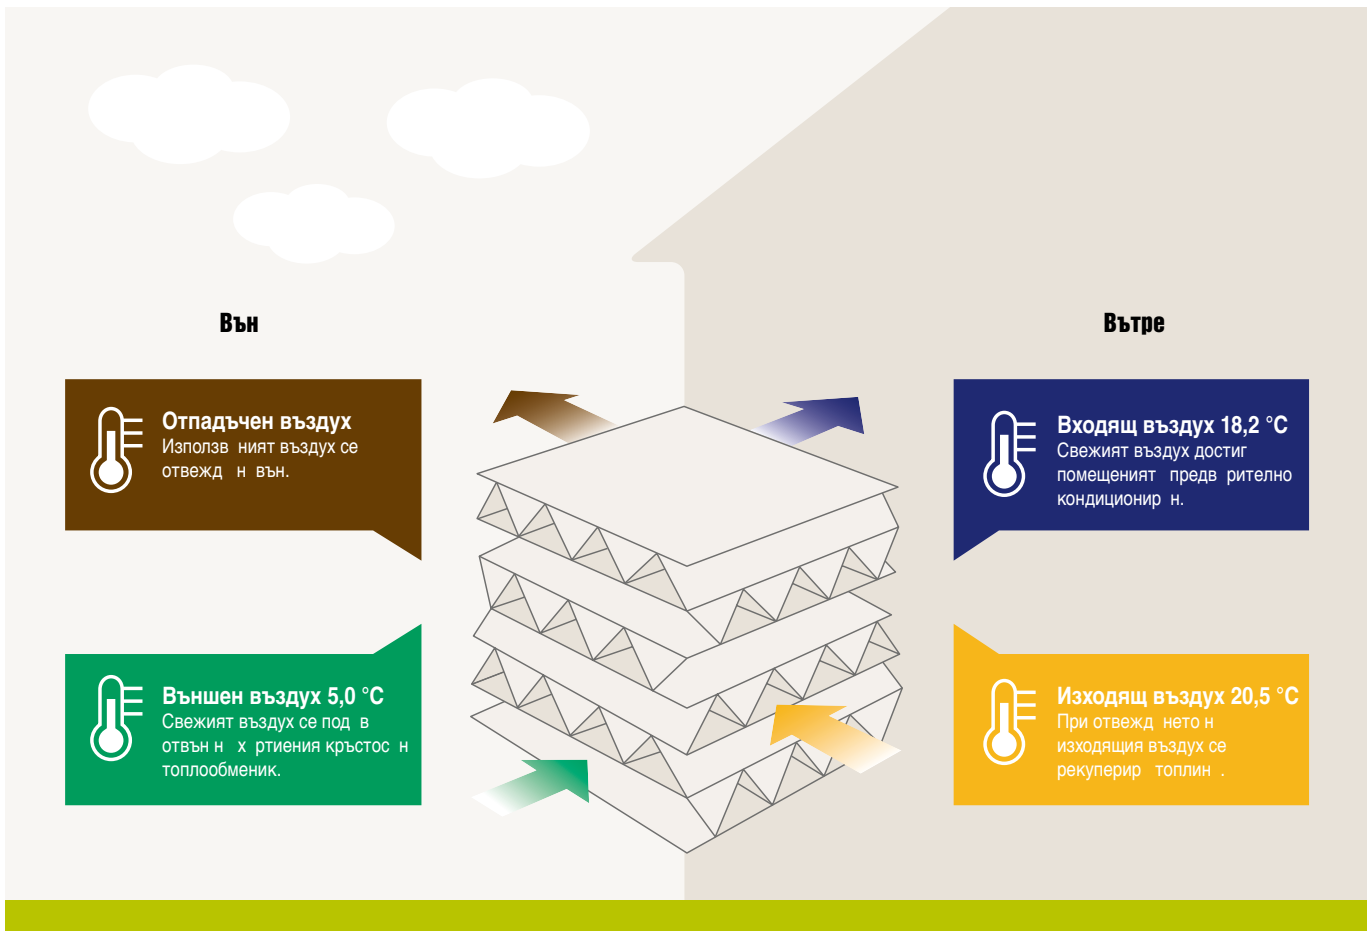 Вън
Вътре
Отпадъчен въздух
Използв ният въздух се
отвежд н вън.
Входящ въздух 18,2 °C
Свежият въздух достиг
помещеният предв рително
кондиционир н.
Външен въздух 5,0 °C
Свежият въздух се под в
отвън н х ртиения кръстос н
топлообменик.
Изходящ въздух 20,5 °C
При отвежд нето н
изходящия въздух се
рекуперир топлин .